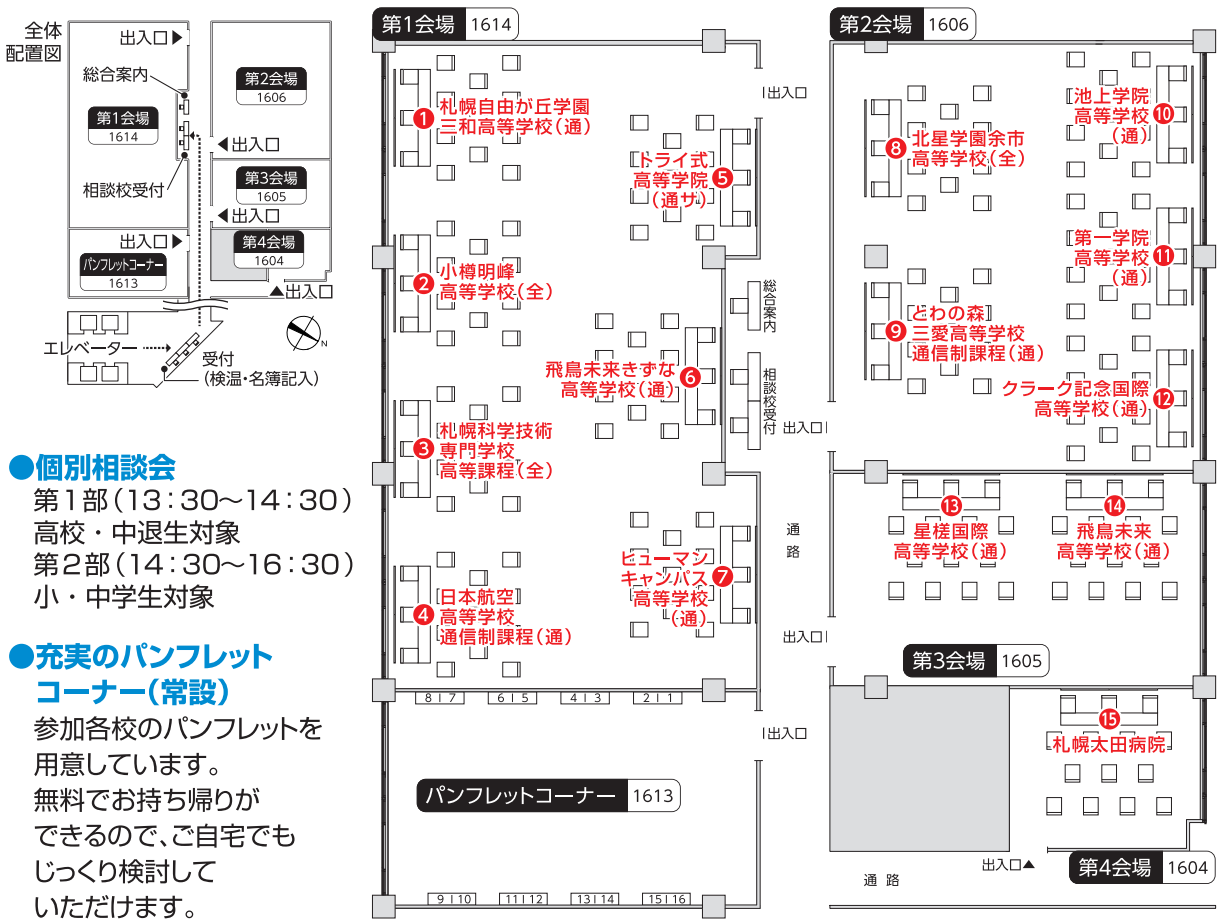 全体
配置図
出入口▶
総合案内
第1会場
1614
相談校受付
出入口▶
パンフレットコーナー
1613
第2会場
1606
◀出入口
第3会場
1605
◀出入口
第4会場
1604
▲出入口
エレベーター
受付
(検温・名簿記入)
N
●個別相談会
第1部(13:30〜14:30)
高校・中退生対象
第2部(14:30〜16:30)
小・中学生対象
●充実のパンフレット
コーナー(常設)
参加各校のパンフレットを
用意しています。
無料でお持ち帰りが
できるので、ご自宅でも
じっくり検討して
いただけます。
第1会場 1614
出入口
1 札幌自由が丘学園
三和高等学校(通)
2 小樽明峰
高等学校(全)
3 札幌科学技術
専門学校
高等課程(全)
4 日本航空
高等学校
通信制課程(通)
トライ式
高等学院 5
(通サ)
飛鳥未来きずな
高等学校(通) 6
ヒューマン
キャンパス 7
高等学校
(通)
総合案内
相談校受付
8 7
6 5
4 3
2 1
出入口
パンフレットコーナー 1613
9 10
11 12
13 14
15 16
通路
第2会場 1606
8 北星学園余市
高等学校(全)
9 とわの森
三愛高等学校
通信制課程(通)
池上学院
高等学校 10
(通)
第一学院
高等学校 11
(通)
クラーク記念国際
高等学校(通) 12
出入口
13
星槎国際
高等学校(通)
14
飛鳥未来
高等学校(通)
出入口
第3会場 1605
15
札幌太田病院
出入口▲
第4会場 1604
通路